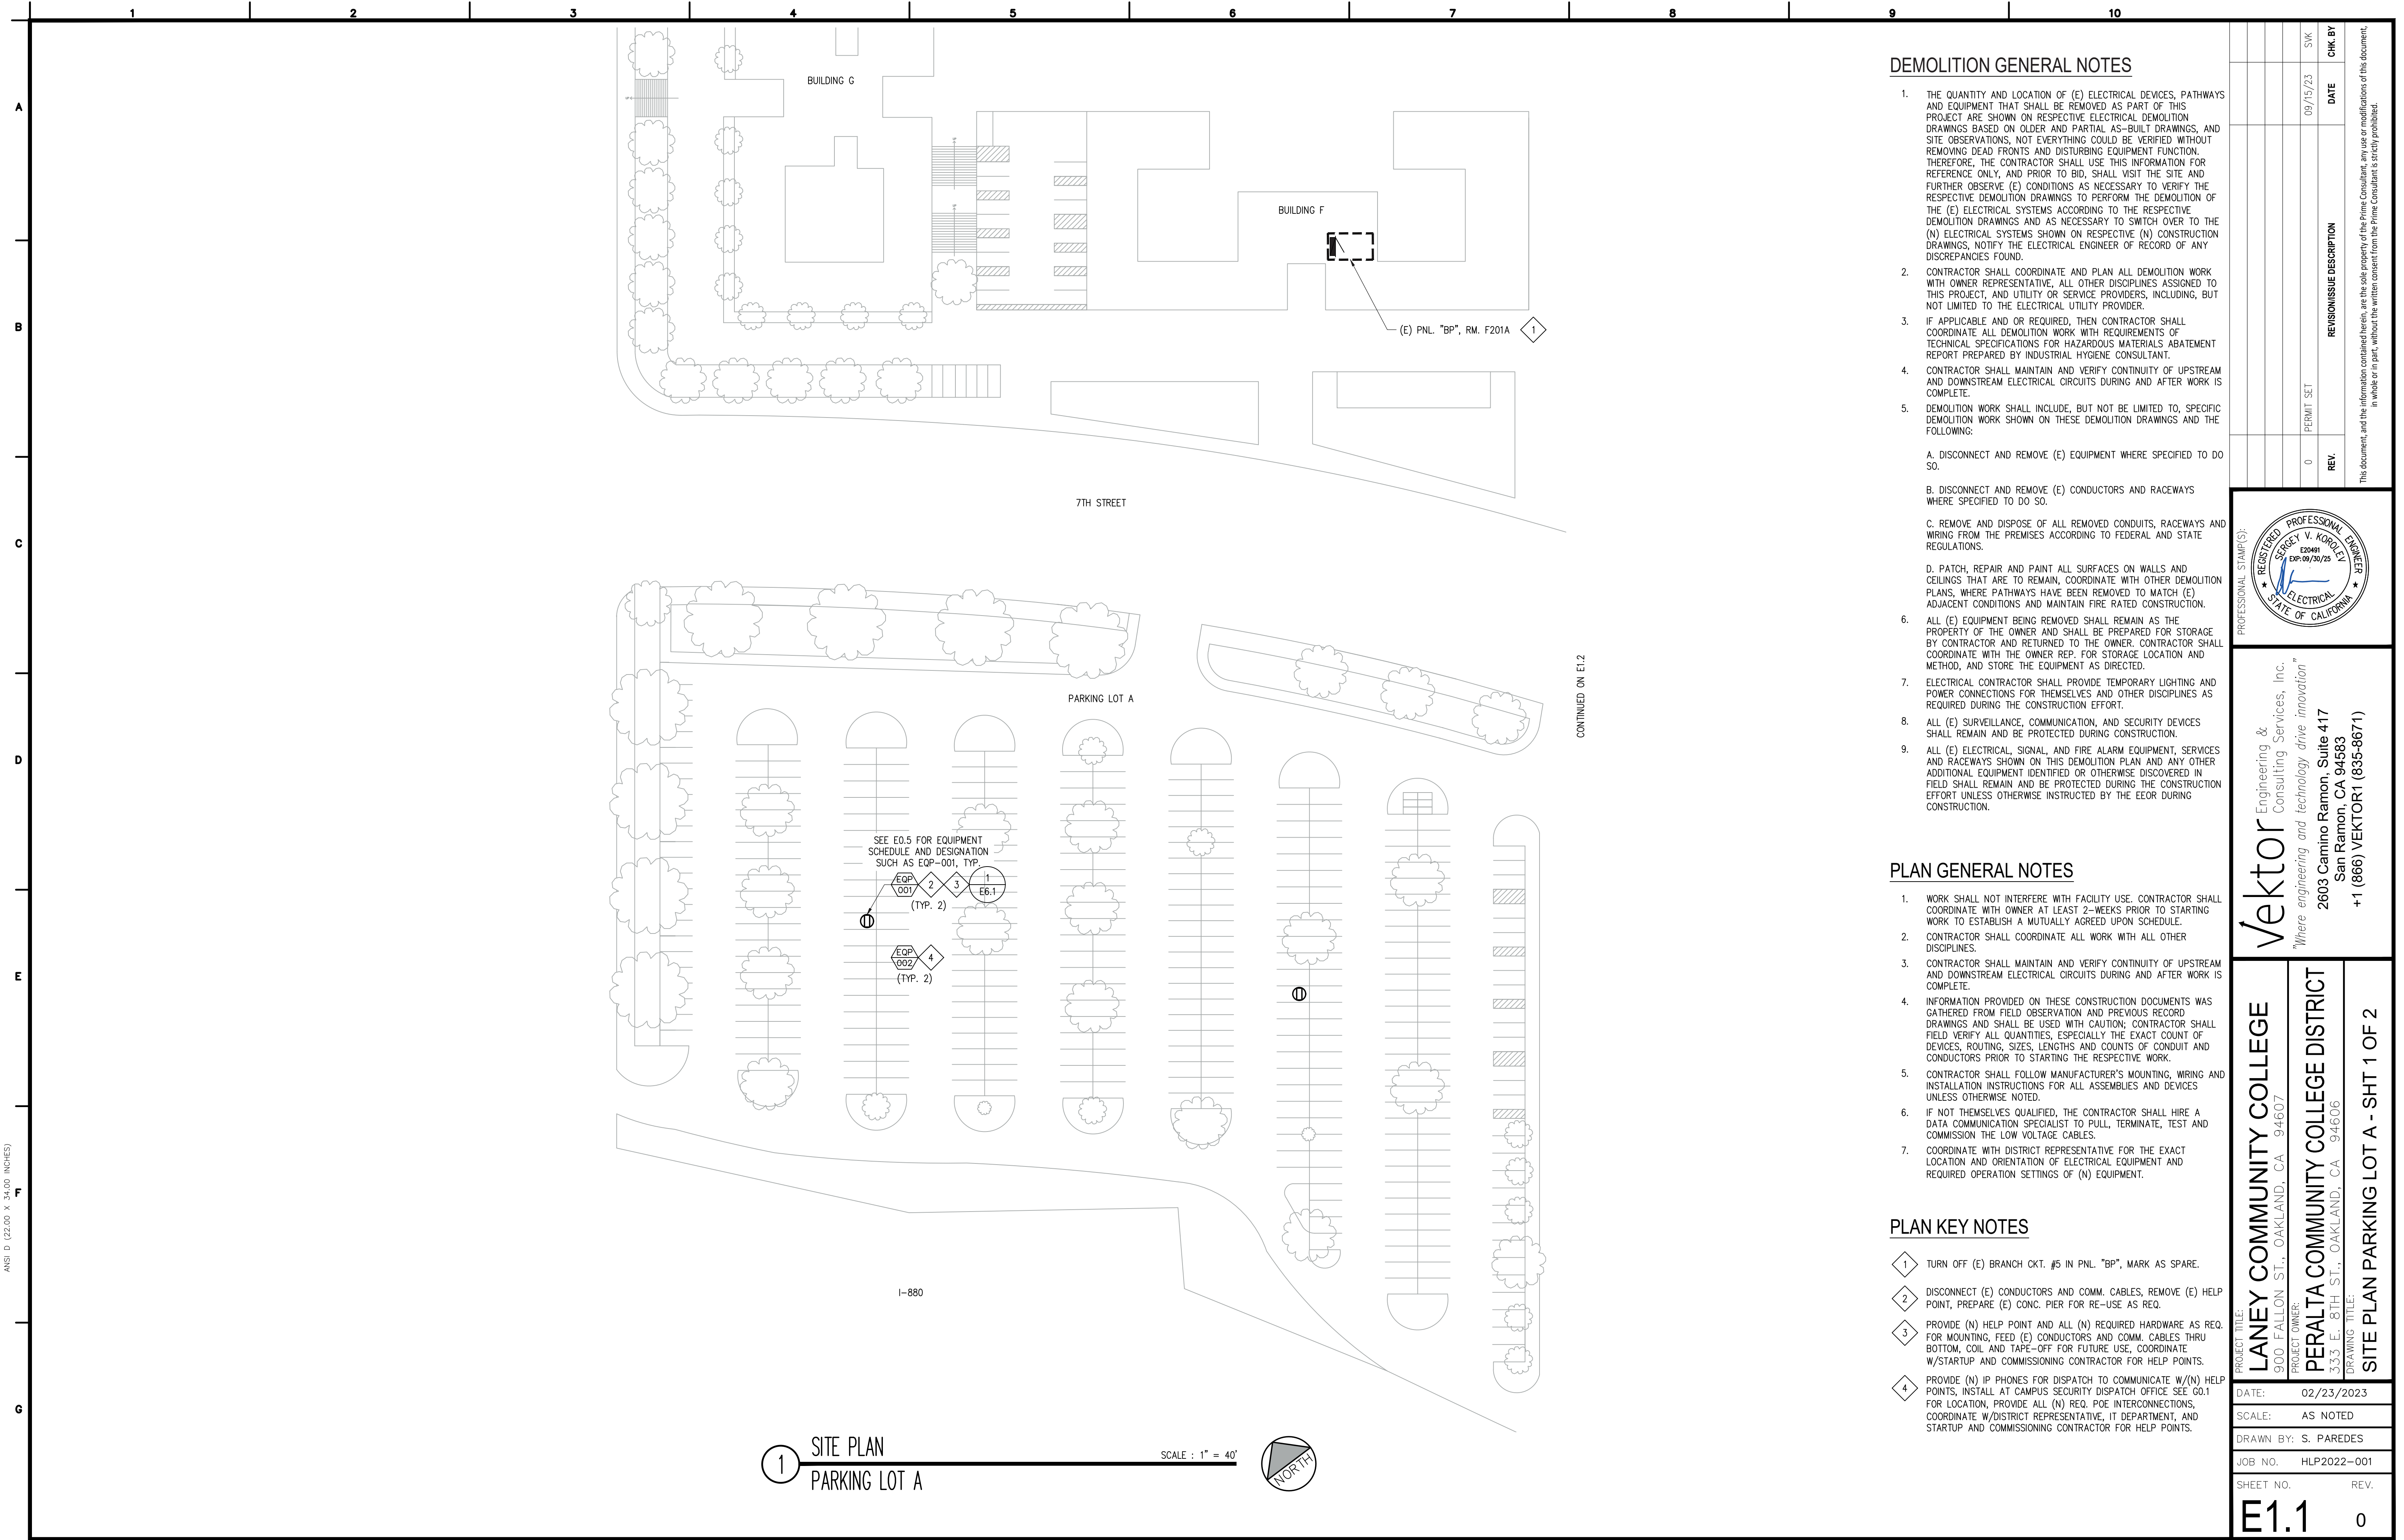 1 2 3 4 5 6 7 8 9 10
A
B
C
D
E
F
G
ANSI D (22.00 X 34.00 INCHES)
BUILDING G
BUILDING F
(E) PNL. "BP", RM. F201A 1
7TH STREET
PARKING LOT A
CONTINUED ON E1.2
SEE E0.5 FOR EQUIPMENT
SCHEDULE AND DESIGNATION
SUCH AS EQP-001, TYP.
EQP 001 2 3 1 E6.1
(TYP. 2)
EQP 002 4
(TYP. 2)
I-880
1 SITE PLAN
PARKING LOT A
SCALE : 1" = 40'
NORTH
DEMOLITION GENERAL NOTES
1. THE QUANTITY AND LOCATION OF (E) ELECTRICAL DEVICES, PATHWAYS
AND EQUIPMENT THAT SHALL BE REMOVED AS PART OF THIS
PROJECT ARE SHOWN ON RESPECTIVE ELECTRICAL DEMOLITION
DRAWINGS BASED ON OLDER AND PARTIAL AS-BUILT DRAWINGS, AND
SITE OBSERVATIONS, NOT EVERYTHING COULD BE VERIFIED WITHOUT
REMOVING DEAD FRONTS AND DISTURBING EQUIPMENT FUNCTION.
THEREFORE, THE CONTRACTOR SHALL USE THIS INFORMATION FOR
REFERENCE ONLY, AND PRIOR TO BID, SHALL VISIT THE SITE AND
FURTHER OBSERVE (E) CONDITIONS AS NECESSARY TO VERIFY THE
RESPECTIVE DEMOLITION DRAWINGS TO PERFORM THE DEMOLITION OF
THE (E) ELECTRICAL SYSTEMS ACCORDING TO THE RESPECTIVE
DEMOLITION DRAWINGS AND AS NECESSARY TO SWITCH OVER TO THE
(N) ELECTRICAL SYSTEMS SHOWN ON RESPECTIVE (N) CONSTRUCTION
DRAWINGS, NOTIFY THE ELECTRICAL ENGINEER OF RECORD OF ANY
DISCREPANCIES FOUND.
2. CONTRACTOR SHALL COORDINATE AND PLAN ALL DEMOLITION WORK
WITH OWNER REPRESENTATIVE, ALL OTHER DISCIPLINES ASSIGNED TO
THIS PROJECT, AND UTILITY OR SERVICE PROVIDERS, INCLUDING, BUT
NOT LIMITED TO THE ELECTRICAL UTILITY PROVIDER.
3. IF APPLICABLE AND OR REQUIRED, THEN CONTRACTOR SHALL
COORDINATE ALL DEMOLITION WORK WITH REQUIREMENTS OF
TECHNICAL SPECIFICATIONS FOR HAZARDOUS MATERIALS ABATEMENT
REPORT PREPARED BY INDUSTRIAL HYGIENE CONSULTANT.
4. CONTRACTOR SHALL MAINTAIN AND VERIFY CONTINUITY OF UPSTREAM
AND DOWNSTREAM ELECTRICAL CIRCUITS DURING AND AFTER WORK IS
COMPLETE.
5. DEMOLITION WORK SHALL INCLUDE, BUT NOT BE LIMITED TO, SPECIFIC
DEMOLITION WORK SHOWN ON THESE DEMOLITION DRAWINGS AND THE
FOLLOWING:
A. DISCONNECT AND REMOVE (E) EQUIPMENT WHERE SPECIFIED TO DO
SO.
B. DISCONNECT AND REMOVE (E) CONDUCTORS AND RACEWAYS
WHERE SPECIFIED TO DO SO.
C. REMOVE AND DISPOSE OF ALL REMOVED CONDUITS, RACEWAYS AND
WIRING FROM THE PREMISES ACCORDING TO FEDERAL AND STATE
REGULATIONS.
D. PATCH, REPAIR AND PAINT ALL SURFACES ON WALLS AND
CEILINGS THAT ARE TO REMAIN, COORDINATE WITH OTHER DEMOLITION
PLANS, WHERE PATHWAYS HAVE BEEN REMOVED TO MATCH (E)
ADJACENT CONDITIONS AND MAINTAIN FIRE RATED CONSTRUCTION.
6. ALL (E) EQUIPMENT BEING REMOVED SHALL REMAIN AS THE
PROPERTY OF THE OWNER AND SHALL BE PREPARED FOR STORAGE
BY CONTRACTOR AND RETURNED TO THE OWNER. CONTRACTOR SHALL
COORDINATE WITH THE OWNER REP. FOR STORAGE LOCATION AND
METHOD, AND STORE THE EQUIPMENT AS DIRECTED.
7. ELECTRICAL CONTRACTOR SHALL PROVIDE TEMPORARY LIGHTING AND
POWER CONNECTIONS FOR THEMSELVES AND OTHER DISCIPLINES AS
REQUIRED DURING THE CONSTRUCTION EFFORT.
8. ALL (E) SURVEILLANCE, COMMUNICATION, AND SECURITY DEVICES
SHALL REMAIN AND BE PROTECTED DURING CONSTRUCTION.
9. ALL (E) ELECTRICAL, SIGNAL, AND FIRE ALARM EQUIPMENT, SERVICES
AND RACEWAYS SHOWN ON THIS DEMOLITION PLAN AND ANY OTHER
ADDITIONAL EQUIPMENT IDENTIFIED OR OTHERWISE DISCOVERED IN
FIELD SHALL REMAIN AND BE PROTECTED DURING THE CONSTRUCTION
EFFORT UNLESS OTHERWISE INSTRUCTED BY THE EEOR DURING
CONSTRUCTION.
PLAN GENERAL NOTES
1. WORK SHALL NOT INTERFERE WITH FACILITY USE. CONTRACTOR SHALL
COORDINATE WITH OWNER AT LEAST 2-WEEKS PRIOR TO STARTING
WORK TO ESTABLISH A MUTUALLY AGREED UPON SCHEDULE.
2. CONTRACTOR SHALL COORDINATE ALL WORK WITH ALL OTHER
DISCIPLINES.
3. CONTRACTOR SHALL MAINTAIN AND VERIFY CONTINUITY OF UPSTREAM
AND DOWNSTREAM ELECTRICAL CIRCUITS DURING AND AFTER WORK IS
COMPLETE.
4. INFORMATION PROVIDED ON THESE CONSTRUCTION DOCUMENTS WAS
GATHERED FROM FIELD OBSERVATION AND PREVIOUS RECORD
DRAWINGS AND SHALL BE USED WITH CAUTION; CONTRACTOR SHALL
FIELD VERIFY ALL QUANTITIES, ESPECIALLY THE EXACT COUNT OF
DEVICES, ROUTING, SIZES, LENGTHS AND COUNTS OF CONDUIT AND
CONDUCTORS PRIOR TO STARTING THE RESPECTIVE WORK.
5. CONTRACTOR SHALL FOLLOW MANUFACTURER'S MOUNTING, WIRING AND
INSTALLATION INSTRUCTIONS FOR ALL ASSEMBLIES AND DEVICES
UNLESS OTHERWISE NOTED.
6. IF NOT THEMSELVES QUALIFIED, THE CONTRACTOR SHALL HIRE A
DATA COMMUNICATION SPECIALIST TO PULL, TERMINATE, TEST AND
COMMISSION THE LOW VOLTAGE CABLES.
7. COORDINATE WITH DISTRICT REPRESENTATIVE FOR THE EXACT
LOCATION AND ORIENTATION OF ELECTRICAL EQUIPMENT AND
REQUIRED OPERATION SETTINGS OF (N) EQUIPMENT.
PLAN KEY NOTES
1 TURN OFF (E) BRANCH CKT. #5 IN PNL. "BP", MARK AS SPARE.
2 DISCONNECT (E) CONDUCTORS AND COMM. CABLES, REMOVE (E) HELP
POINT, PREPARE (E) CONC. PIER FOR RE-USE AS REQ.
3 PROVIDE (N) HELP POINT AND ALL (N) REQUIRED HARDWARE AS REQ.
FOR MOUNTING, FEED (E) CONDUCTORS AND COMM. CABLES THRU
BOTTOM, COIL AND TAPE-OFF FOR FUTURE USE, COORDINATE
W/STARTUP AND COMMISSIONING CONTRACTOR FOR HELP POINTS.
4 PROVIDE (N) IP PHONES FOR DISPATCH TO COMMUNICATE W/(N) HELP
POINTS, INSTALL AT CAMPUS SECURITY DISPATCH OFFICE SEE G0.1
FOR LOCATION, PROVIDE ALL (N) REQ. POE INTERCONNECTIONS,
COORDINATE W/DISTRICT REPRESENTATIVE, IT DEPARTMENT, AND
STARTUP AND COMMISSIONING CONTRACTOR FOR HELP POINTS.
0 PERMIT SET 09/15/23 SVK
REV. REVISION/ISSUE DESCRIPTION DATE CHK. BY
This document, and the information contained herein, are the sole property of the Prime Consultant, any use or modifications of this document,
in whole or in part, without the written consent from the Prime Consultant is strictly prohibited.
PROFESSIONAL STAMP(S):
REGISTERED PROFESSIONAL ENGINEER
SERGEY V. KOROLEV
E20491
EXP: 09/30/25
ELECTRICAL
STATE OF CALIFORNIA
Vektor Engineering &
Consulting Services, Inc.
"Where engineering and technology drive innovation"
2603 Camino Ramon, Suite 417
San Ramon, CA 94583
+1 (866) VEKTOR1 (835-8671)
PROJECT TITLE:
LANEY COMMUNITY COLLEGE
900 FALLON ST., OAKLAND, CA 94607
PROJECT OWNER:
PERALTA COMMUNITY COLLEGE DISTRICT
333 E. 8TH ST., OAKLAND, CA 94606
DRAWING TITLE:
SITE PLAN PARKING LOT A - SHT 1 OF 2
DATE: 02/23/2023
SCALE: AS NOTED
DRAWN BY: S. PAREDES
JOB NO. HLP2022-001
SHEET NO. REV.
E1.1 0